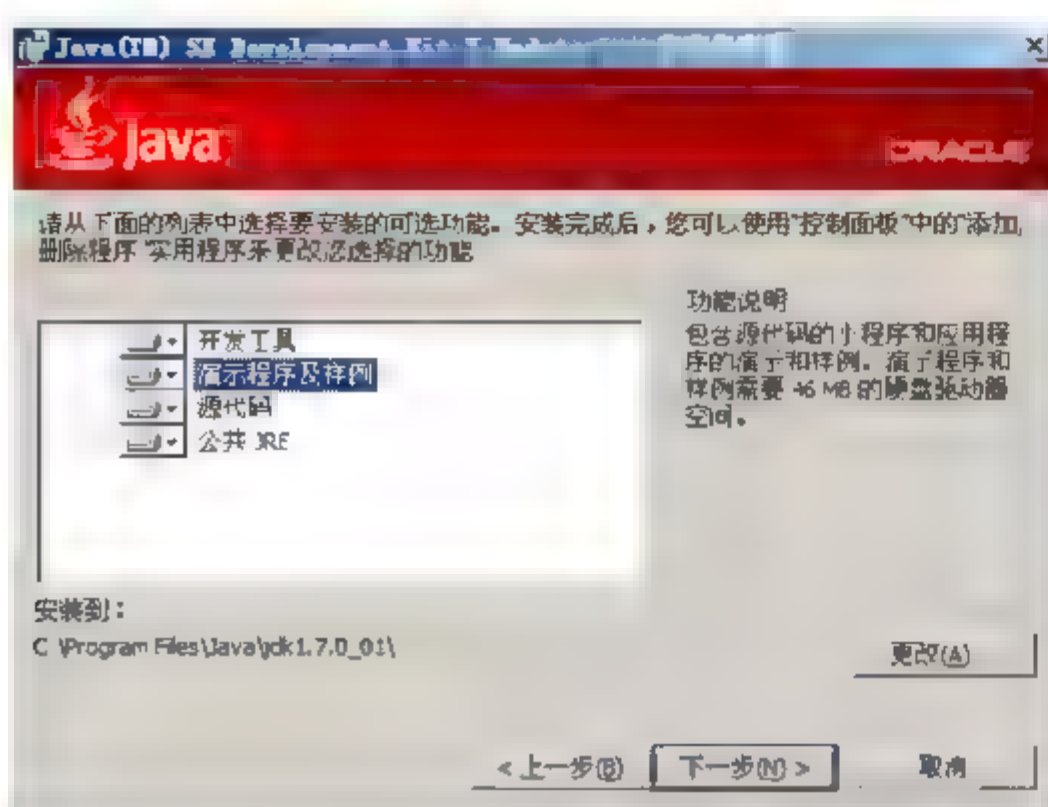 Java(TM) SE Development Kit 7 Update
Java
ORACLE
请从下面的列表中选择要安装的可选功能。安装完成后，您可以使用"控制面板"中的"添加/
删除程序"实用程序来更改您选择的功能
功能说明
包含源代码的小程序和应用程
序的演示和样例。演示程序和
样例需要 46 MB 的硬盘驱动器
空间。
开发工具
演示程序及样例
源代码
公共 JRE
安装到：
C:\Program Files\Java\jdk1.7.0_01\
更改(A)
<上一步(B)
下一步(N)>
取消